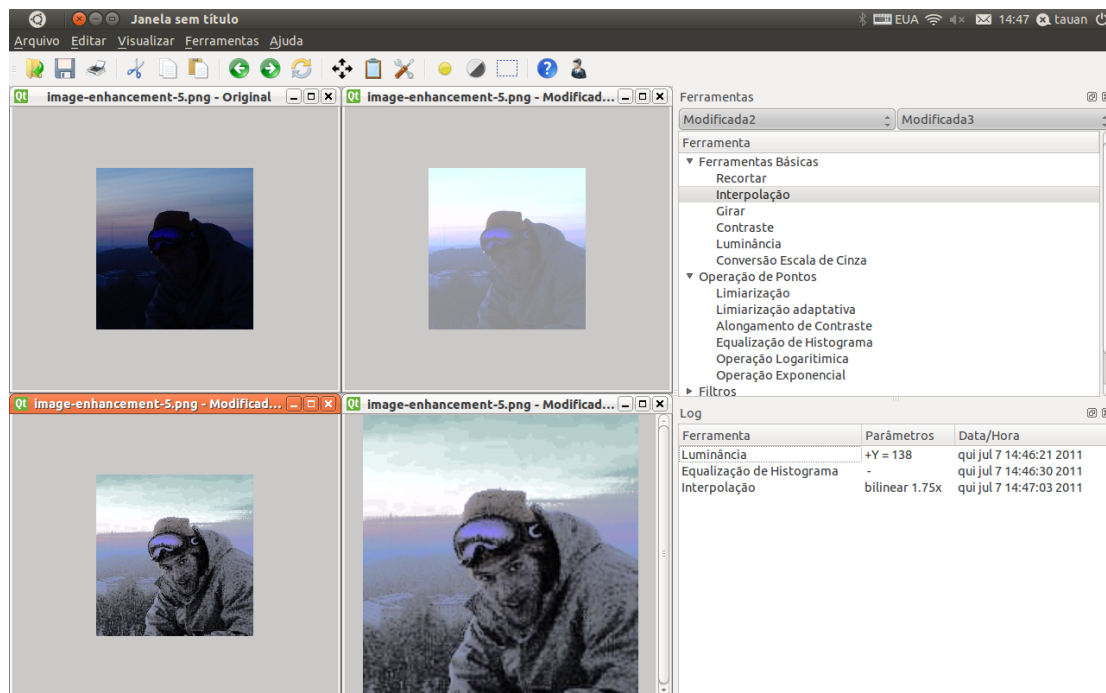 Janela sem título
EUA 14:47 tauan
Arquivo Editar Visualizar Ferramentas Ajuda
Qt image-enhancement-5.png - Original
Qt image-enhancement-5.png - Modificad...
Ferramentas
Modificada2 Modificada3
Ferramenta
Ferramentas Básicas
Recortar
Interpolação
Girar
Contraste
Luminância
Conversão Escala de Cinza
Operação de Pontos
Limiarização
Limiarização adaptativa
Alongamento de Contraste
Equalização de Histograma
Operação Logaritimica
Operação Exponencial
Filtros
Qt image-enhancement-5.png - Modificad...
Qt image-enhancement-5.png - Modificad...
Log
Ferramenta Parâmetros Data/Hora
Luminância +Y = 138 qui jul 7 14:46:21 2011
Equalização de Histograma - qui jul 7 14:46:30 2011
Interpolação bilinear 1.75x qui jul 7 14:47:03 2011